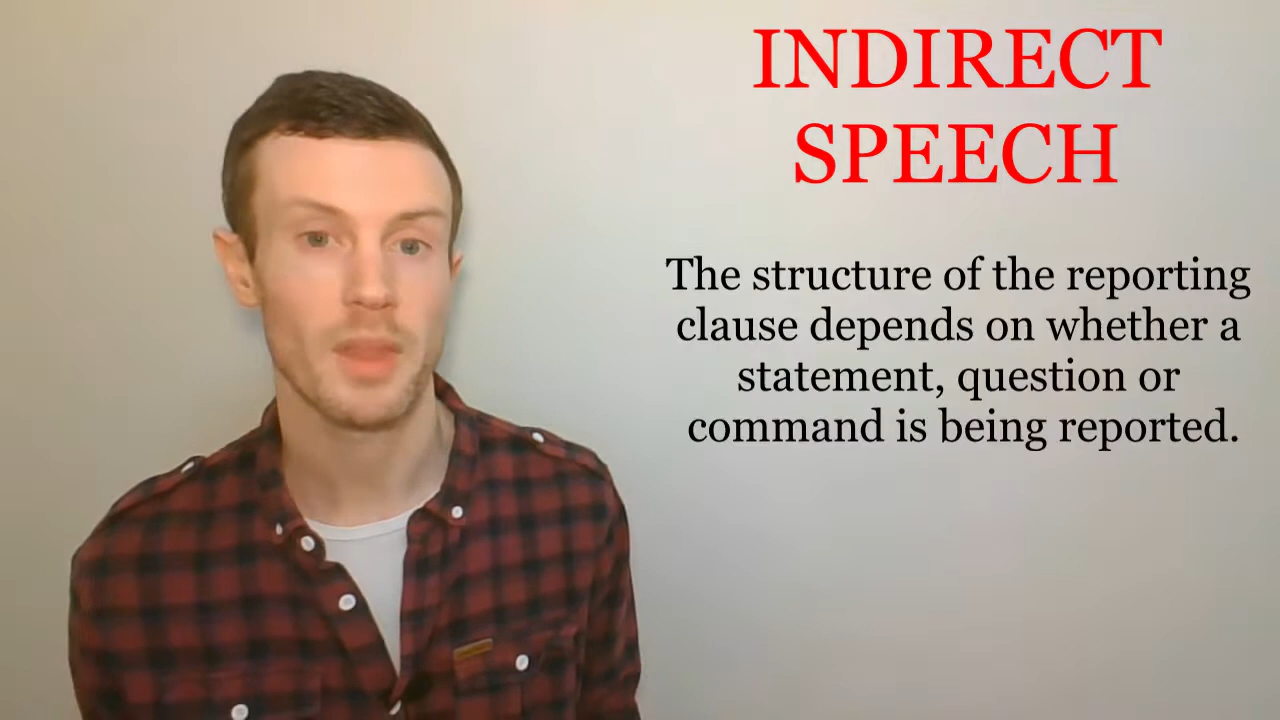 INDIRECT
SPEECH
The structure of the reporting
clause depends on whether a
statement, question or
command is being reported.